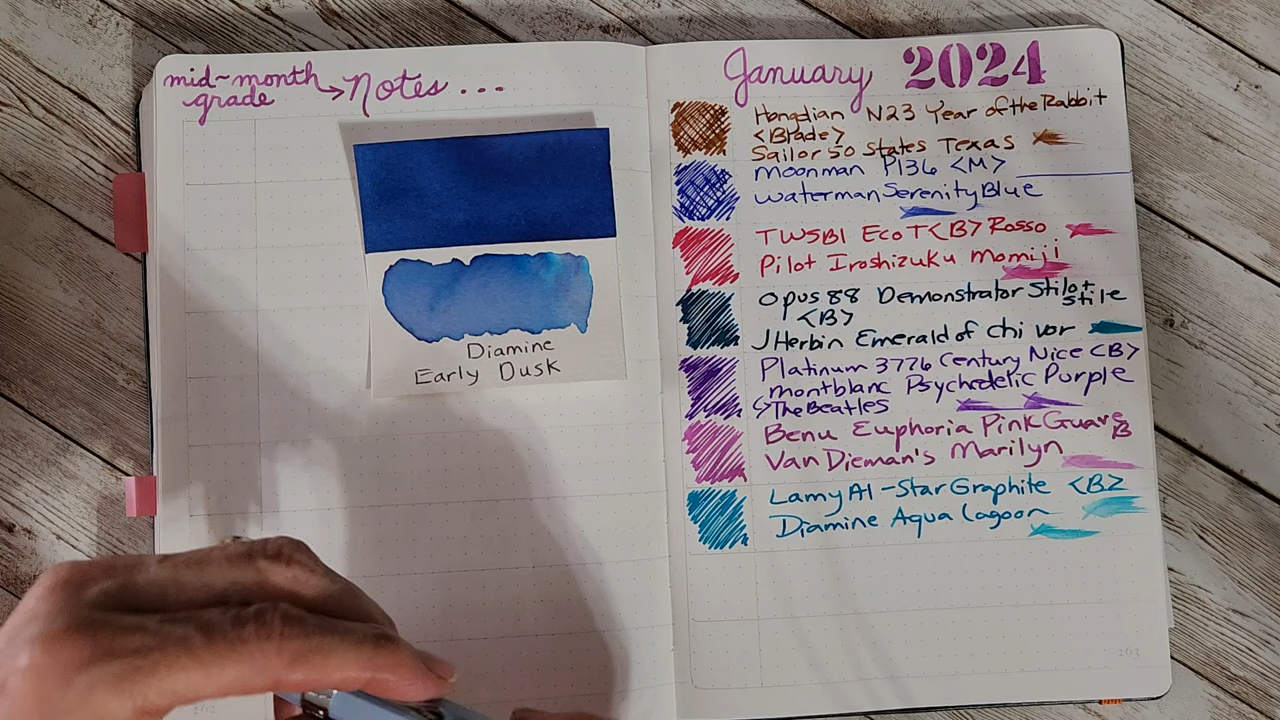 mid~month
grade → Notes ...
Diamine
Early Dusk
January 2024
Hongdian N23 Year of the Rabbit
<Blade>
Sailor 50 States Texas
Moonman P136 <M>
Waterman Serenity Blue
TWSBI Eco T <B> Rosso
Pilot Iroshizuku Momiji
Opus 88 Demonstrator Stilo +
stile
<B>
JHerbin Emerald of Chivor
Platinum 3776 Century Nice <B>
montblanc Psychedelic Purple
↳The Beatles
Benu Euphoria Pink Guava
B
Van Dieman's Marilyn
Lamy Al-Star Graphite <B>
Diamine Aqua Lagoon
262
263